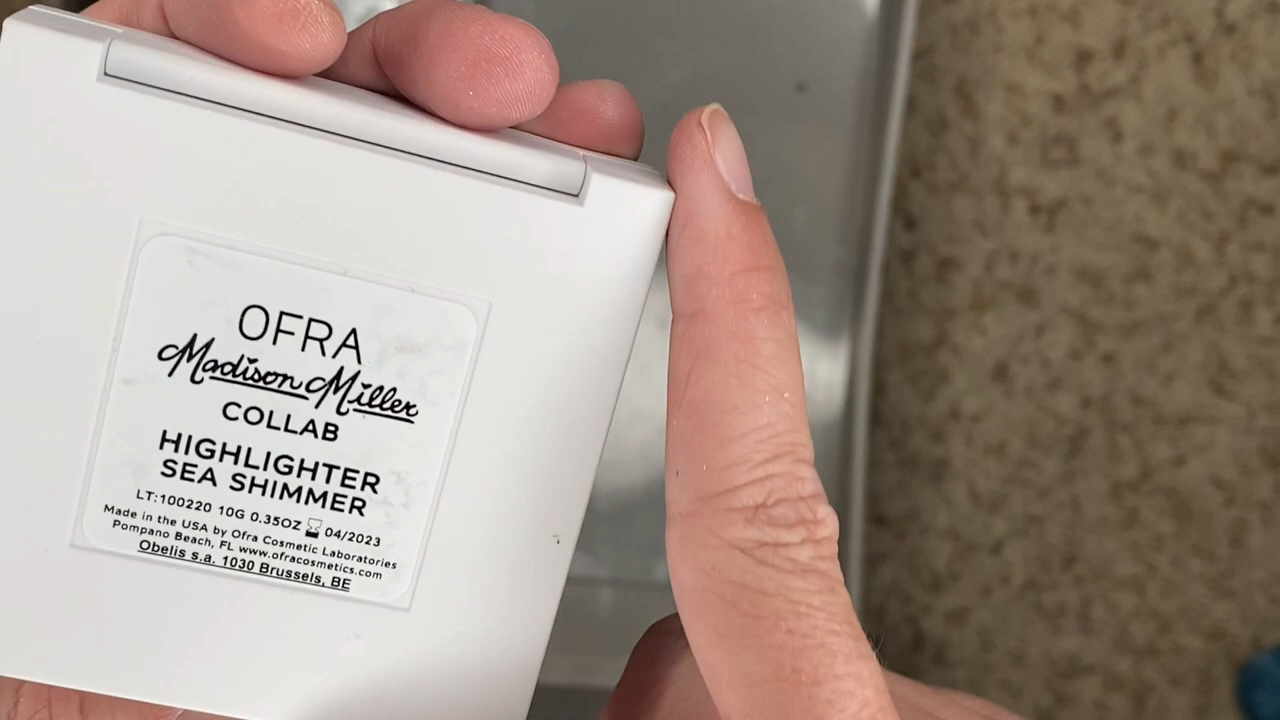 OFRA
Madison Miller
COLLAB
HIGHLIGHTER
SEA SHIMMER
LT:100220 10G 0.35OZ 04/2023
Made in the USA by Ofra Cosmetic Laboratories
Pompano Beach, FL www.ofracosmetics.com
Obelis s.a. 1030 Brussels, BE